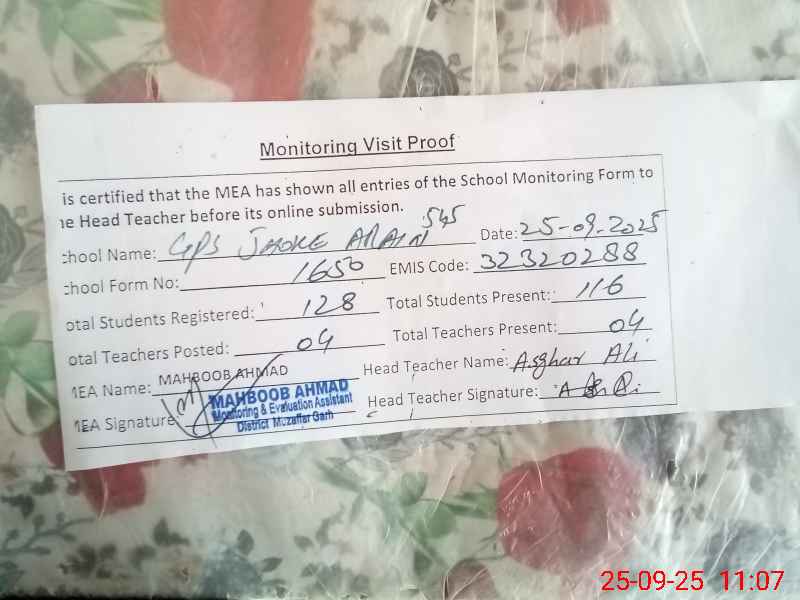 Monitoring Visit Proof
is certified that the MEA has shown all entries of the School Monitoring Form to
he Head Teacher before its online submission.
chool Name: GPS JHOKE ARAIN 545 Date: 25-09-2025
chool Form No: 1650 EMIS Code: 32320288
otal Students Registered: 128 Total Students Present: 116
otal Teachers Posted: 04 Total Teachers Present: 04
MEA Name: MAHBOOB AHMAD Head Teacher Name: Asghar Ali
MEA Signature: Head Teacher Signature:
MAHBOOB AHMAD
Monitoring & Evaluation Assistant
District Muzaffar Garh
25-09-25 11:07